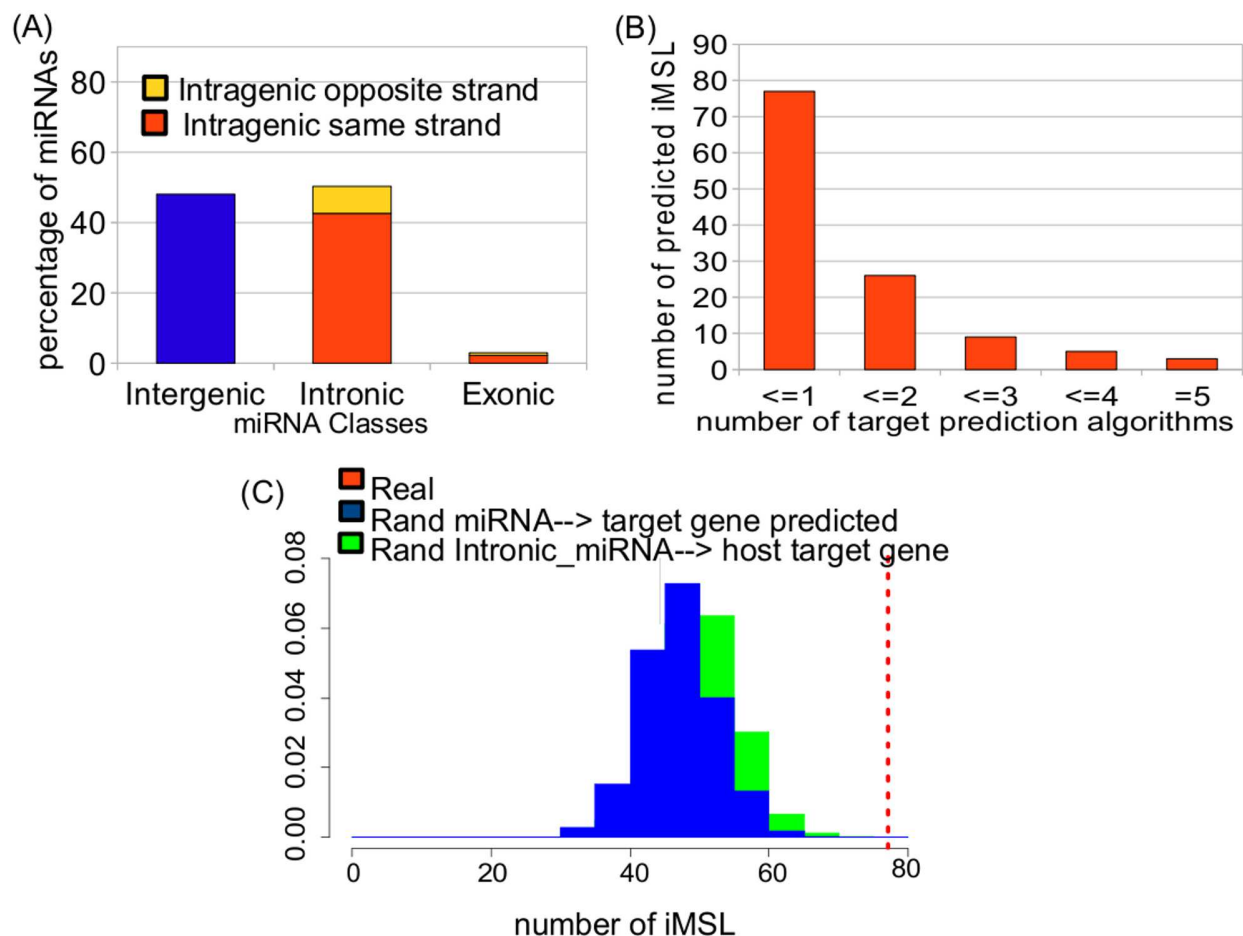 (A)
percentage of miRNAs
80
60
40
20
0
Intragenic opposite strand
Intragenic same strand
Intergenic
Intronic
Exonic
miRNA Classes
(B)
number of predicted iMSL
90
80
70
60
50
40
30
20
10
0
<=1
<=2
<=3
<=4
=5
number of target prediction algorithms
(C)
Real
Rand miRNA--> target gene predicted
Rand Intronic_miRNA--> host target gene
0.08
0.06
0.04
0.02
0.00
0
20
40
60
80
number of iMSL